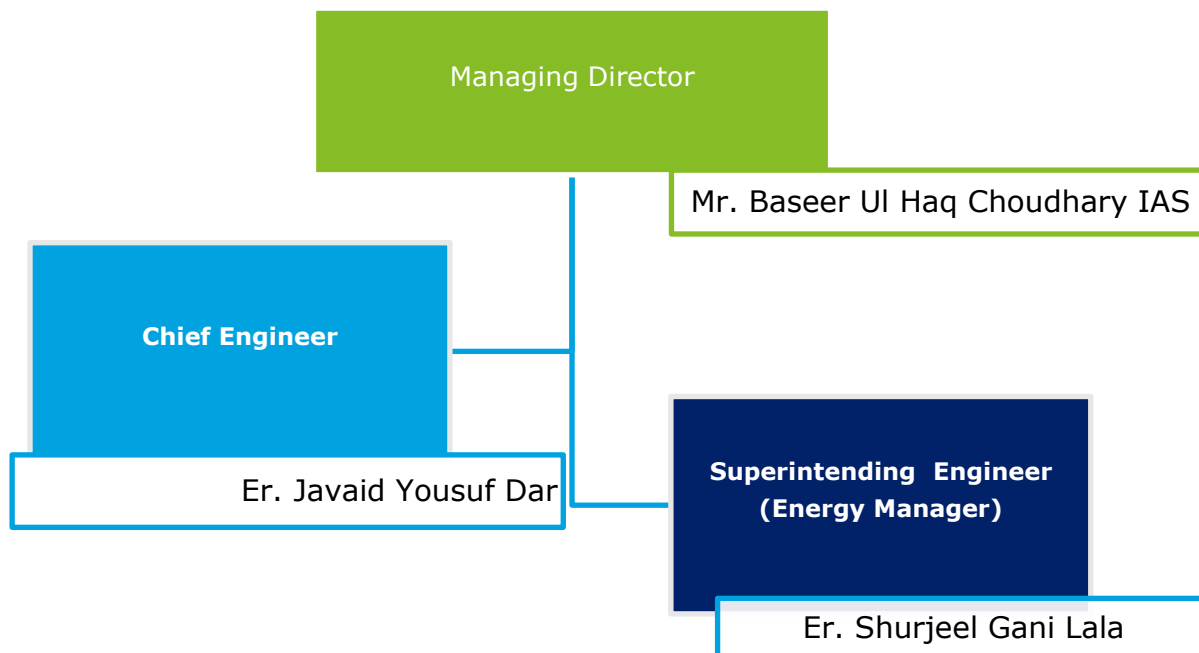 Managing Director
Mr. Baseer Ul Haq Choudhary IAS
Chief Engineer
Er. Javaid Yousuf Dar
Superintending Engineer
(Energy Manager)
Er. Shurjeel Gani Lala